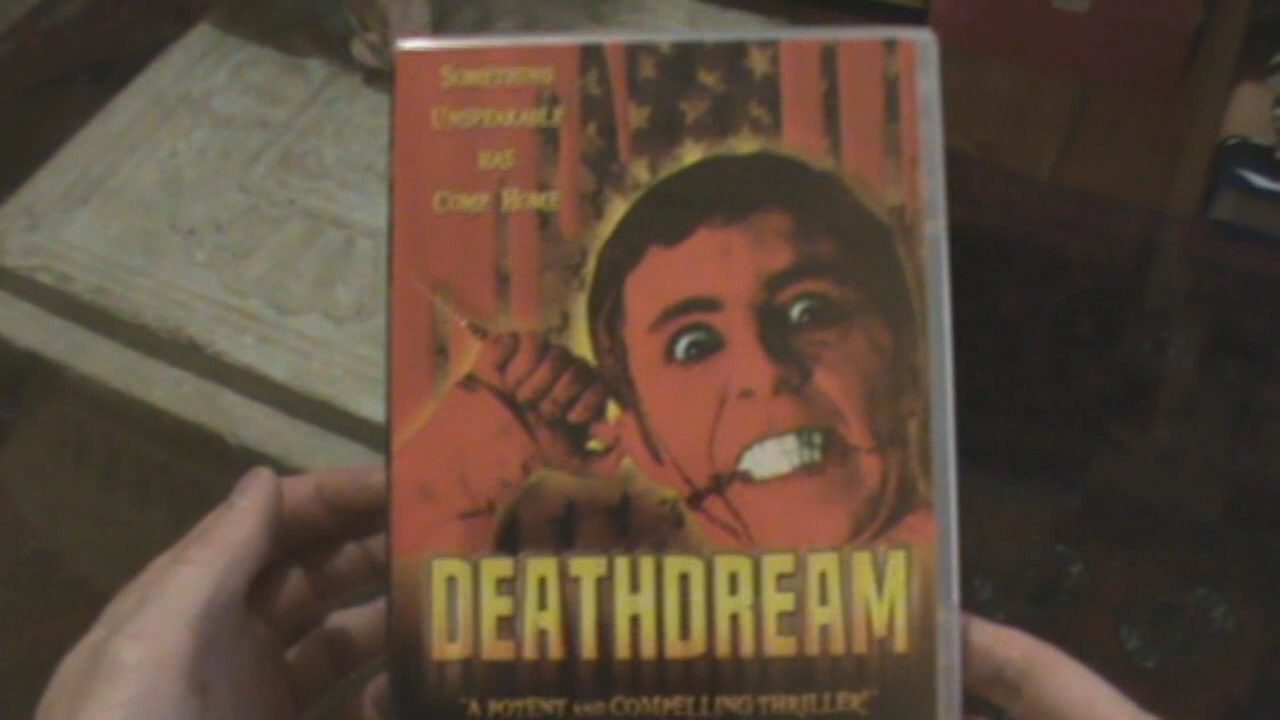 SOMETHING
UNSPEAKABLE
HAS
COME HOME
DEATHDREAM
"A POTENT AND COMPELLING THRILLER!"